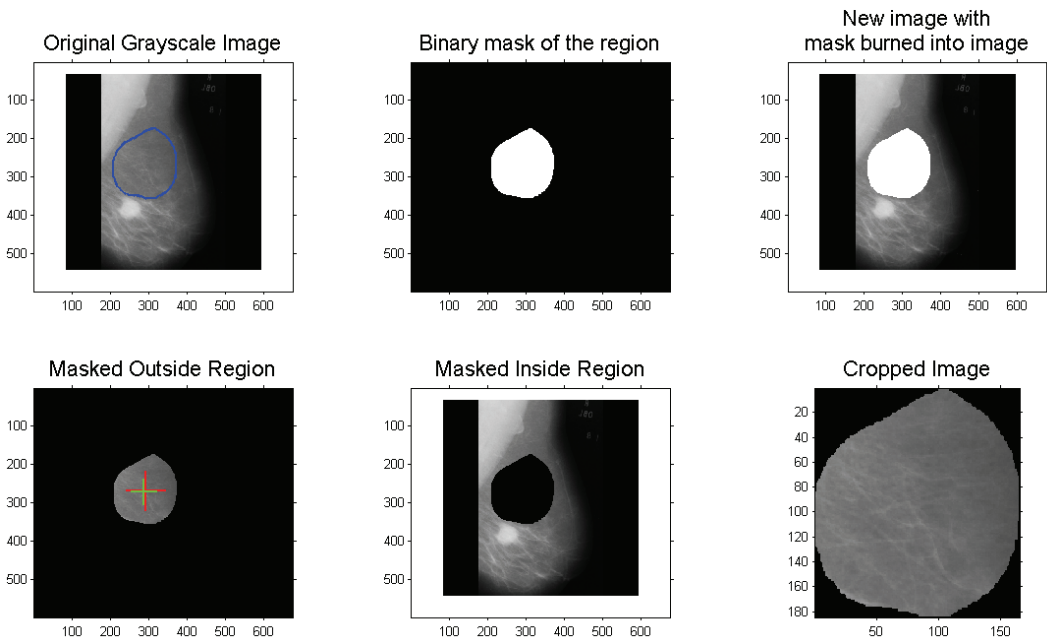 Original Grayscale Image
100
200
300
400
500
100 200 300 400 500 600
Binary mask of the region
100
200
300
400
500
100 200 300 400 500 600
New image with
mask burned into image
100
200
300
400
500
100 200 300 400 500 600
Masked Outside Region
100
200
300
400
500
100 200 300 400 500 600
Masked Inside Region
100
200
300
400
500
100 200 300 400 500 600
Cropped Image
20
40
60
80
100
120
140
160
180
50 100 150